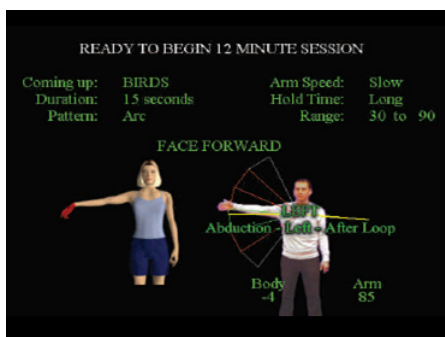 READY TO BEGIN 12 MINUTE SESSION
Coming up: BIRDS Arm Speed: Slow
Duration: 15 seconds Hold Time: Long
Pattern: Arc Range: 30 to 90
FACE FORWARD
LEFT
Abduction - Left - After Loop
Body Arm
-4 85